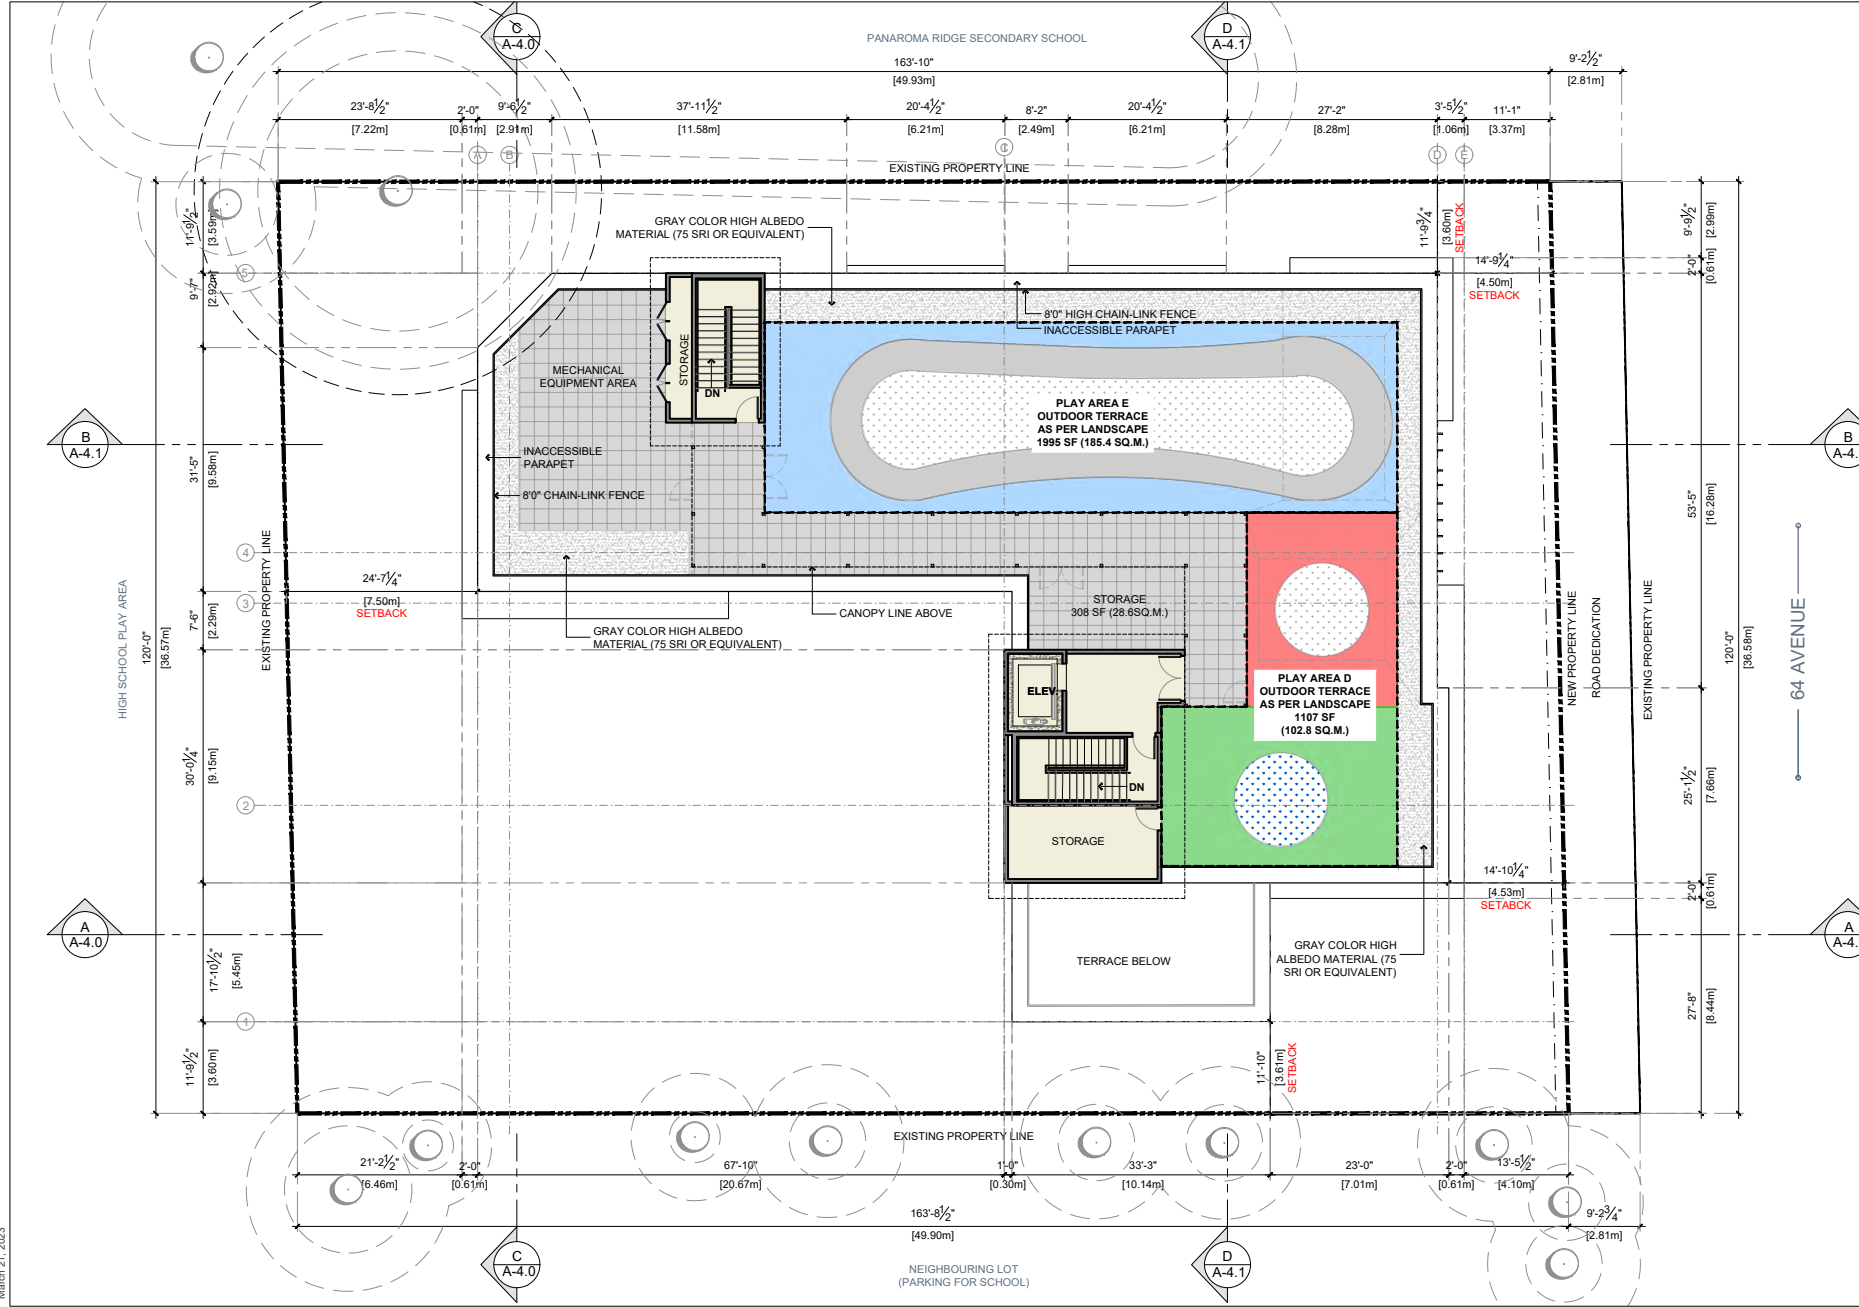 C
A-4.0
D
A-4.1
PANAROMA RIDGE SECONDARY SCHOOL
163'-10"
[49.93m]
9'-2½"
[2.81m]
23'-8½"
[7.22m]
2'-0"
[0.61m]
9'-6½"
[2.91m]
37'-11½"
[11.58m]
20'-4½"
[6.21m]
8'-2"
[2.49m]
20'-4½"
[6.21m]
27'-2"
[8.28m]
3'-5½"
[1.06m]
11'-1"
[3.37m]
A
B
C
D
E
EXISTING PROPERTY LINE
11'-9½"
[3.59m]
9'-7"
[2.92m]
31'-5"
[9.58m]
7'-6"
[2.29m]
30'-0¼"
[9.15m]
17'-10½"
[5.45m]
11'-9½"
[3.60m]
120'-0"
[36.57m]
5
4
3
2
1
HIGH SCHOOL PLAY AREA
EXISTING PROPERTY LINE
B
A-4.1
A
A-4.0
GRAY COLOR HIGH ALBEDO
MATERIAL (75 SRI OR EQUIVALENT)
11'-9¾"
[3.60m]
SETBACK
14'-9¼"
[4.50m]
SETBACK
8'0" HIGH CHAIN-LINK FENCE
INACCESSIBLE PARAPET
MECHANICAL
EQUIPMENT AREA
STORAGE
DN
PLAY AREA E
OUTDOOR TERRACE
AS PER LANDSCAPE
1995 SF (185.4 SQ.M.)
INACCESSIBLE
PARAPET
8'0" CHAIN-LINK FENCE
24'-7¼"
[7.50m]
SETBACK
GRAY COLOR HIGH ALBEDO
MATERIAL (75 SRI OR EQUIVALENT)
CANOPY LINE ABOVE
STORAGE
308 SF (28.6SQ.M.)
ELEV.
PLAY AREA D
OUTDOOR TERRACE
AS PER LANDSCAPE
1107 SF
(102.8 SQ.M.)
DN
STORAGE
14'-10¼"
[4.53m]
SETABCK
TERRACE BELOW
GRAY COLOR HIGH
ALBEDO MATERIAL (75
SRI OR EQUIVALENT)
11'-10"
[3.61m]
SETBACK
NEW PROPERTY LINE
ROAD DEDICATION
EXISTING PROPERTY LINE
9'-9½"
[2.99m]
2'-0"
[0.61m]
53'-5"
[16.28m]
25'-1½"
[7.66m]
2'-0"
[0.61m]
27'-8"
[8.44m]
120'-0"
[36.58m]
64 AVENUE
B
A
EXISTING PROPERTY LINE
21'-2½"
[6.46m]
2'-0"
[0.61m]
67'-10"
[20.67m]
1'-0"
[0.30m]
33'-3"
[10.14m]
23'-0"
[7.01m]
2'-0"
[0.61m]
13'-5½"
[4.10m]
163'-8½"
[49.90m]
9'-2¾"
[2.81m]
C
A-4.0
D
A-4.1
NEIGHBOURING LOT
(PARKING FOR SCHOOL)
March 21, 2023